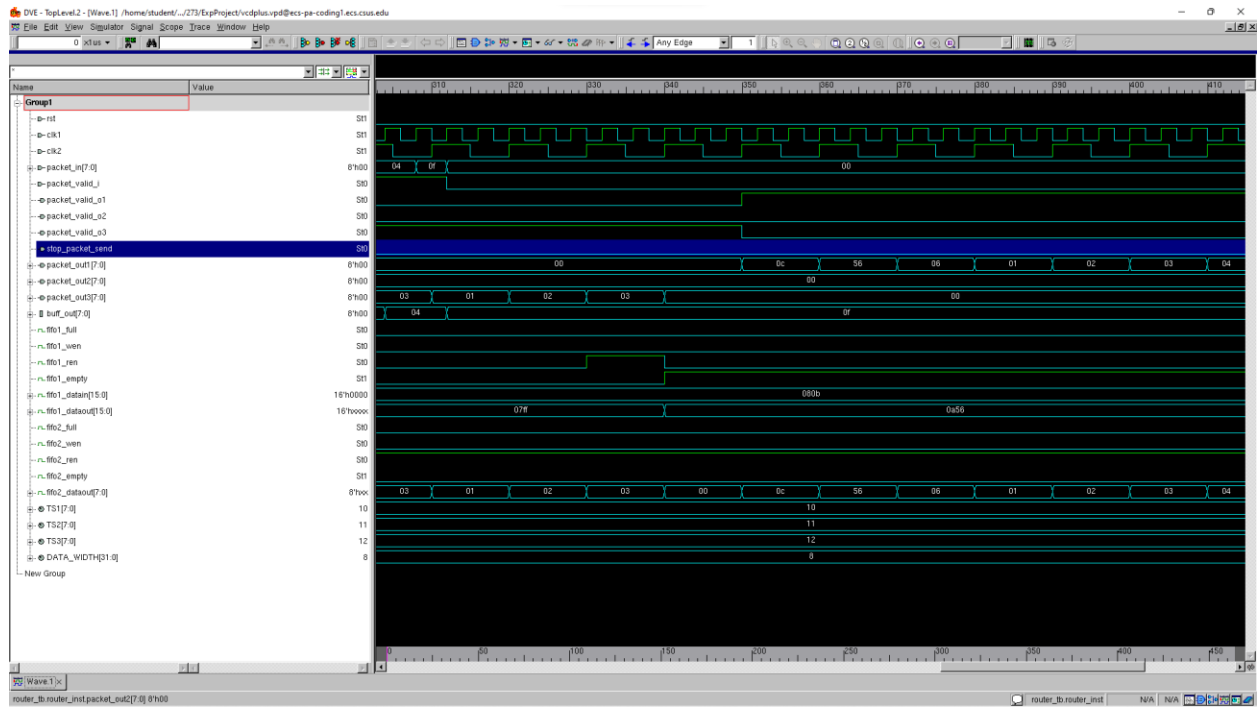 DVE - TopLevel.2 - [Wave.1] /home/student/.../273/ExpProject/vcdplus.vpd@ecs-pa-coding1.ecs.csus.edu
File Edit View Simulator Signal Scope Trace Window Help
0 x1us Any Edge 1
*
Name Value
310 320 330 340 350 360 370 380 390 400 410
Group1
rst St1
clk1 St1
clk2 St1
packet_in[7:0] 8'h00 04 0f 00
packet_valid_i St0
packet_valid_o1 St0
packet_valid_o2 St0
packet_valid_o3 St0
stop_packet_send St0
packet_out1[7:0] 8'h00 00 0c 56 06 01 02 03 04
packet_out2[7:0] 8'h00 00
packet_out3[7:0] 8'h00 03 01 02 03 00
buff_out[7:0] 8'h00 04 0f
fifo1_full St0
fifo1_wen St0
fifo1_ren St0
fifo1_empty St1
fifo1_datain[15:0] 16'h0000 080b
fifo1_dataout[15:0] 16'hxxxx 07ff 0a56
fifo2_full St0
fifo2_wen St0
fifo2_ren St0
fifo2_empty St1
fifo2_dataout[7:0] 8'hxx 03 01 02 03 00 0c 56 06 01 02 03 04
TS1[7:0] 10 10
TS2[7:0] 11 11
TS3[7:0] 12 12
DATA_WIDTH[31:0] 8 8
New Group
0 50 100 150 200 250 300 350 400 450
Wave.1
router_tb.router_inst.packet_out2[7:0] 8'h00 router_tb.router_inst N/A N/A